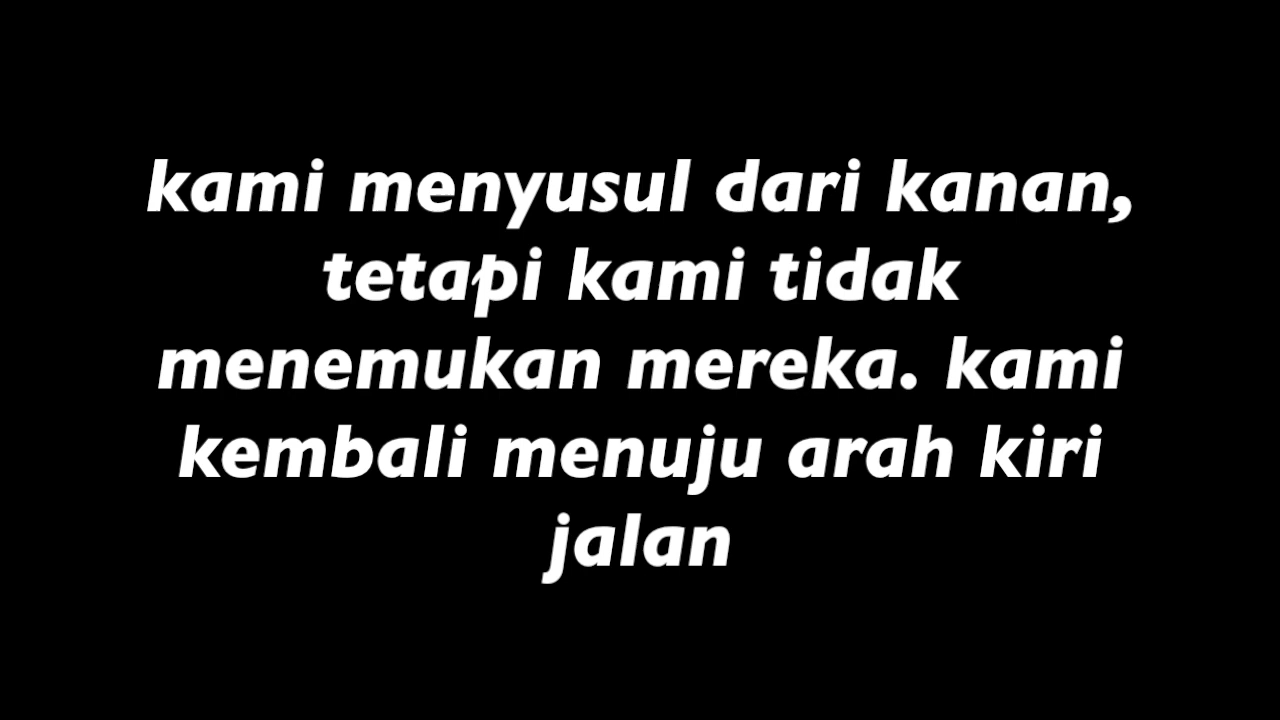 kami menyusul dari kanan,
tetapi kami tidak
menemukan mereka. kami
kembali menuju arah kiri
jalan